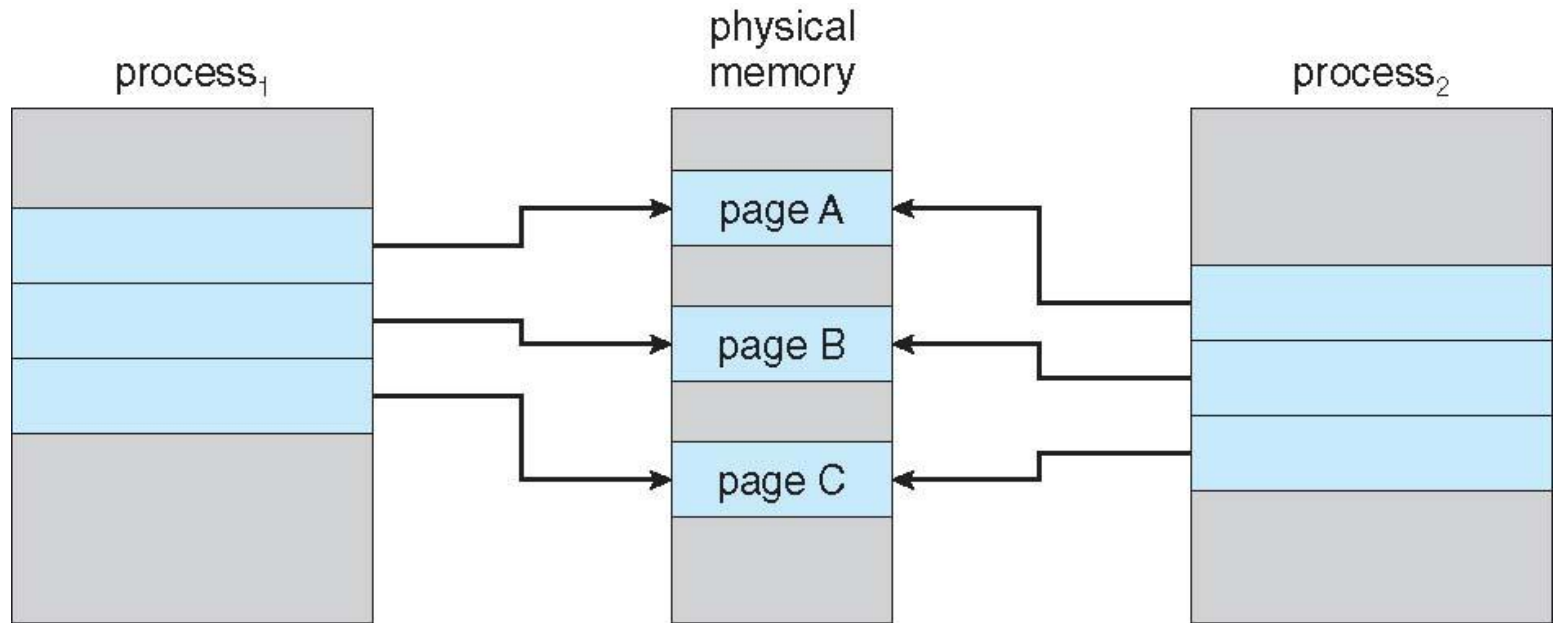 process₁
physical
memory
process₂
page A
page B
page C